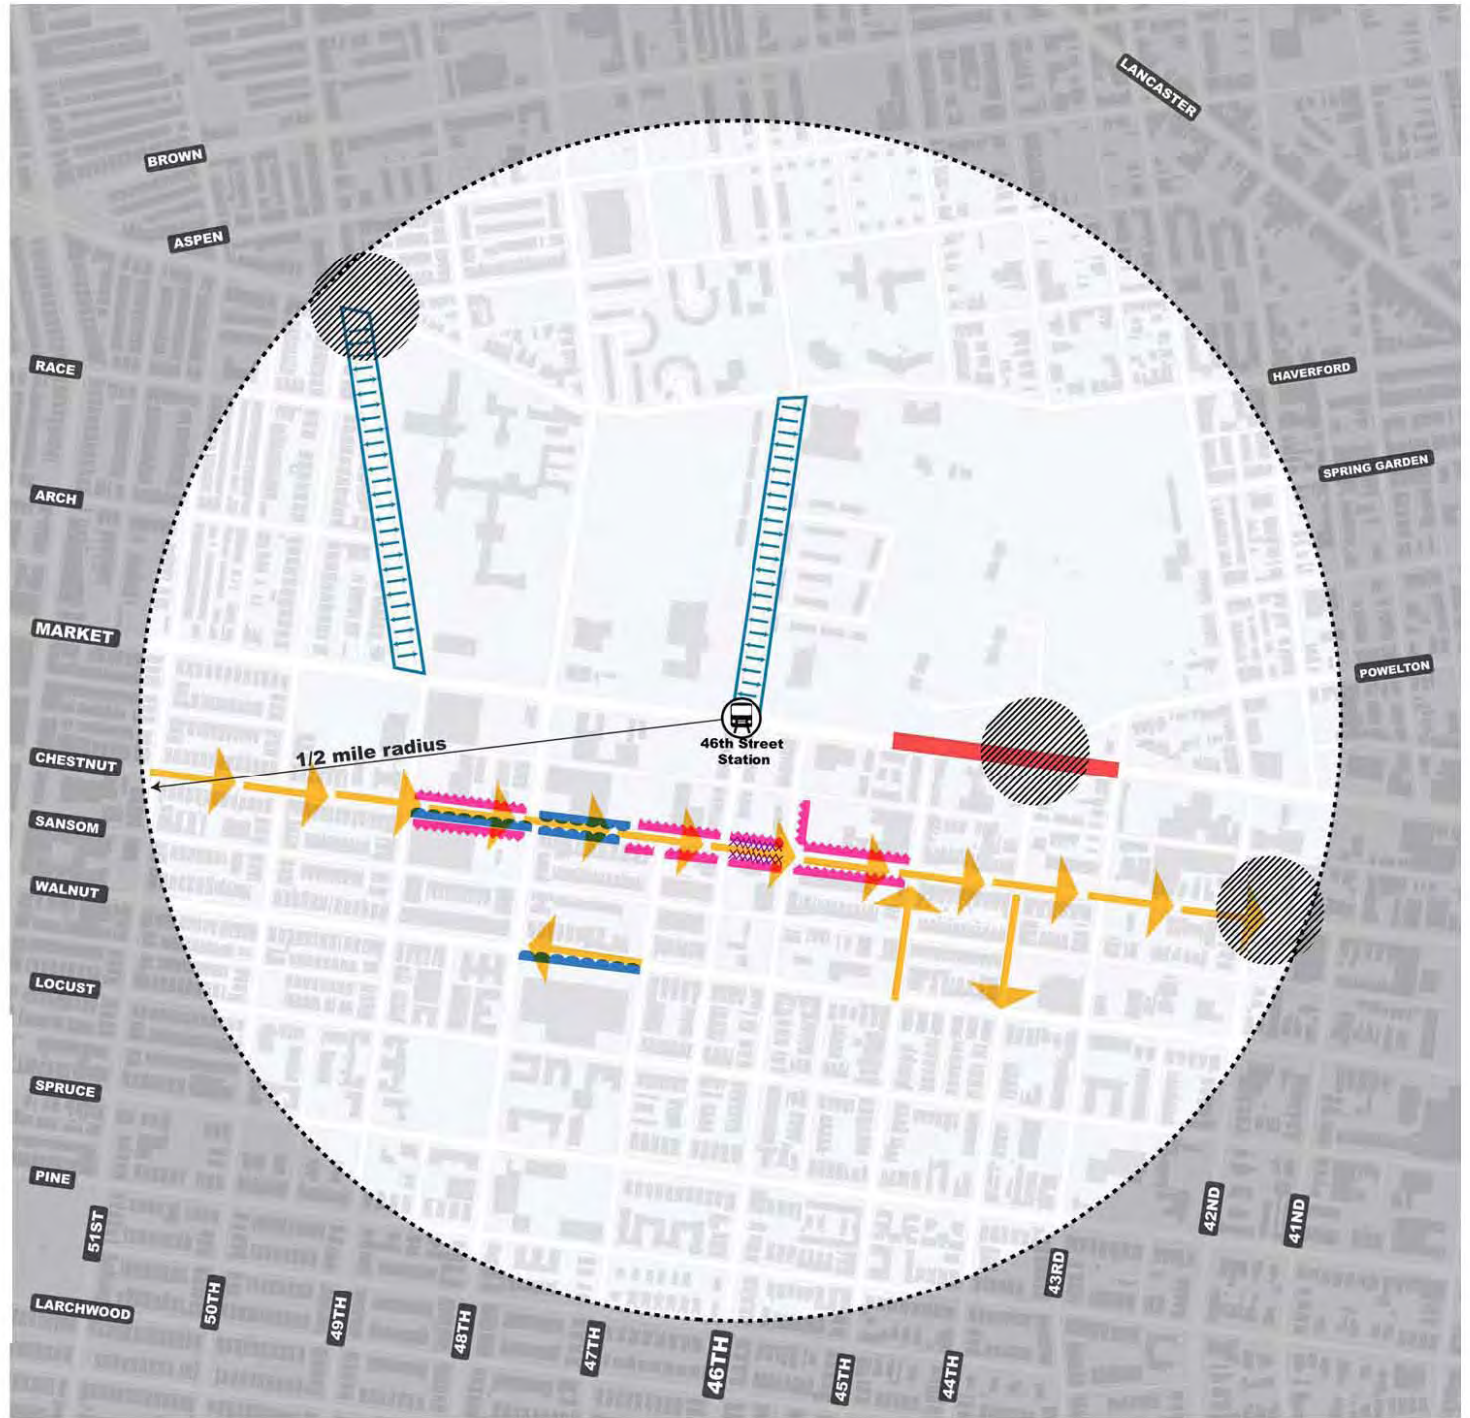 LANCASTER
BROWN
ASPEN
RACE
HAVERFORD
SPRING GARDEN
ARCH
MARKET
POWELTON
46th Street
Station
1/2 mile radius
CHESTNUT
SANSOM
WALNUT
LOCUST
SPRUCE
PINE
51ST
50TH
49TH
48TH
47TH
46TH
45TH
44TH
43RD
42ND
41ND
LARCHWOOD